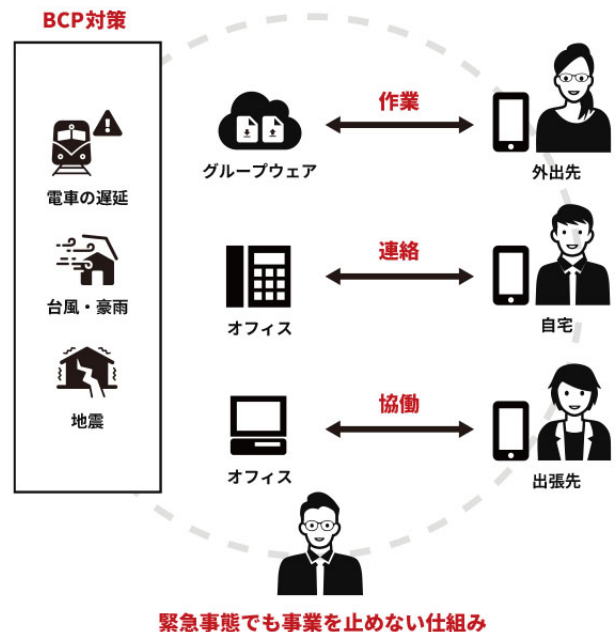 BCP対策
電車の遅延
台風・豪雨
地震
グループウェア
作業
外出先
オフィス
連絡
自宅
オフィス
協働
出張先
緊急事態でも事業を止めない仕組み